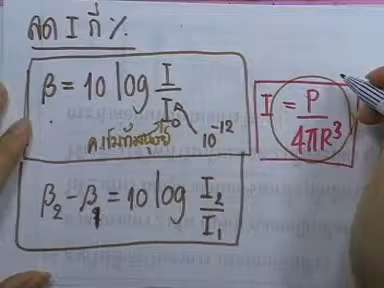 ลด I กี่ %
β = 10 log I/I₀
10⁻¹²
β₂ - β₁ = 10 log I₂/I₁
I = P/4πR³